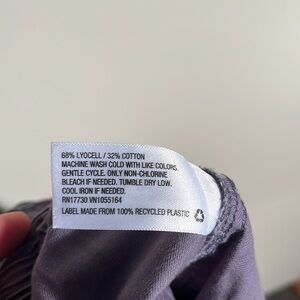 68% LYOCELL / 32% COTTON
MACHINE WASH COLD WITH LIKE COLORS.
GENTLE CYCLE. ONLY NON-CHLORINE
BLEACH IF NEEDED. TUMBLE DRY LOW.
COOL IRON IF NEEDED.
RN17730 VN1055164
LABEL MADE FROM 100% RECYCLED PLASTIC